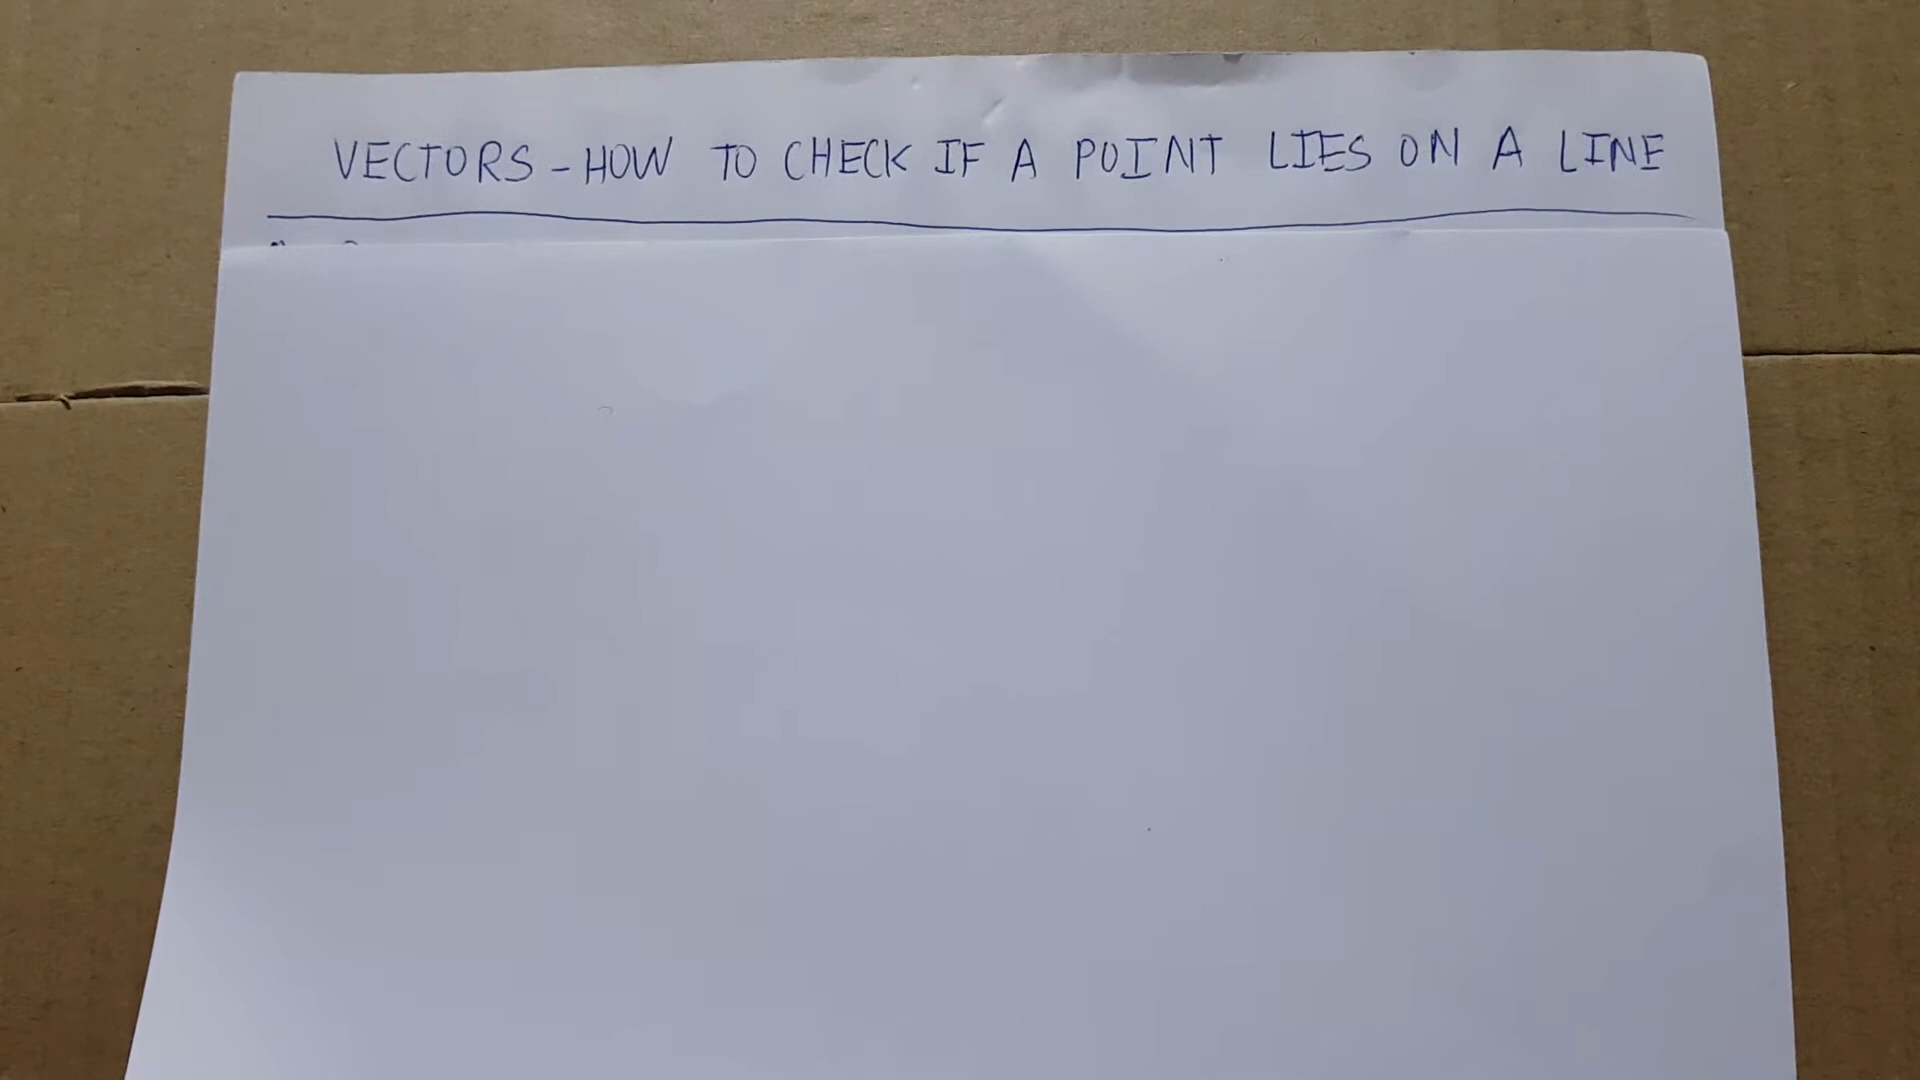 VECTORS - HOW TO CHECK IF A POINT LIES ON A LINE